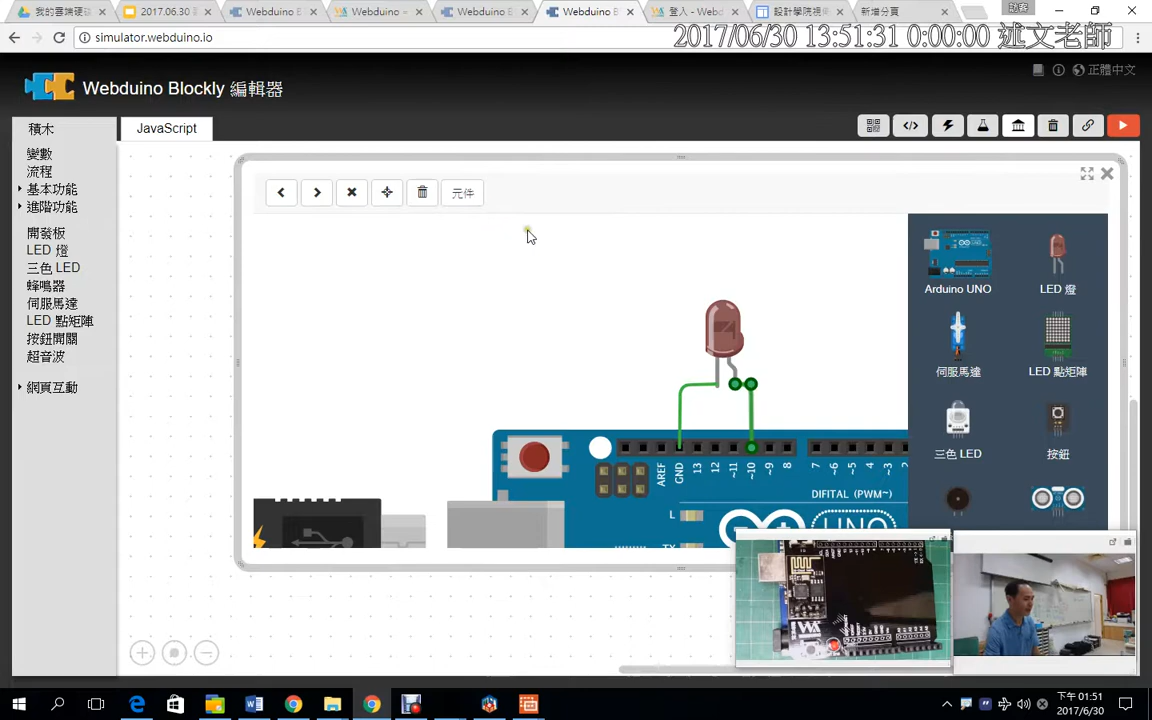 我的雲端硬碟
2017.06.30
Webduino B
Webduino
Webduino B
Webduino B
登入 - Webd
設計學院視
新增分頁
訪客
simulator.webduino.io
2017/06/30 13:51:31 0:00:00 述文老師
Webduino Blockly 編輯器
正體中文
積木
JavaScript
變數
流程
基本功能
進階功能
開發板
LED 燈
三色 LED
蜂鳴器
伺服馬達
LED 點矩陣
按鈕開關
超音波
網頁互動
元件
Arduino UNO
LED 燈
伺服馬達
LED 點矩陣
三色 LED
按鈕
AREF
GND
13
12
~11
~10
~9
8
7
~6
~5
4
~3
2
DIFITAL (PWM~)
L
TX
UNO
下午 01:51
2017/6/30